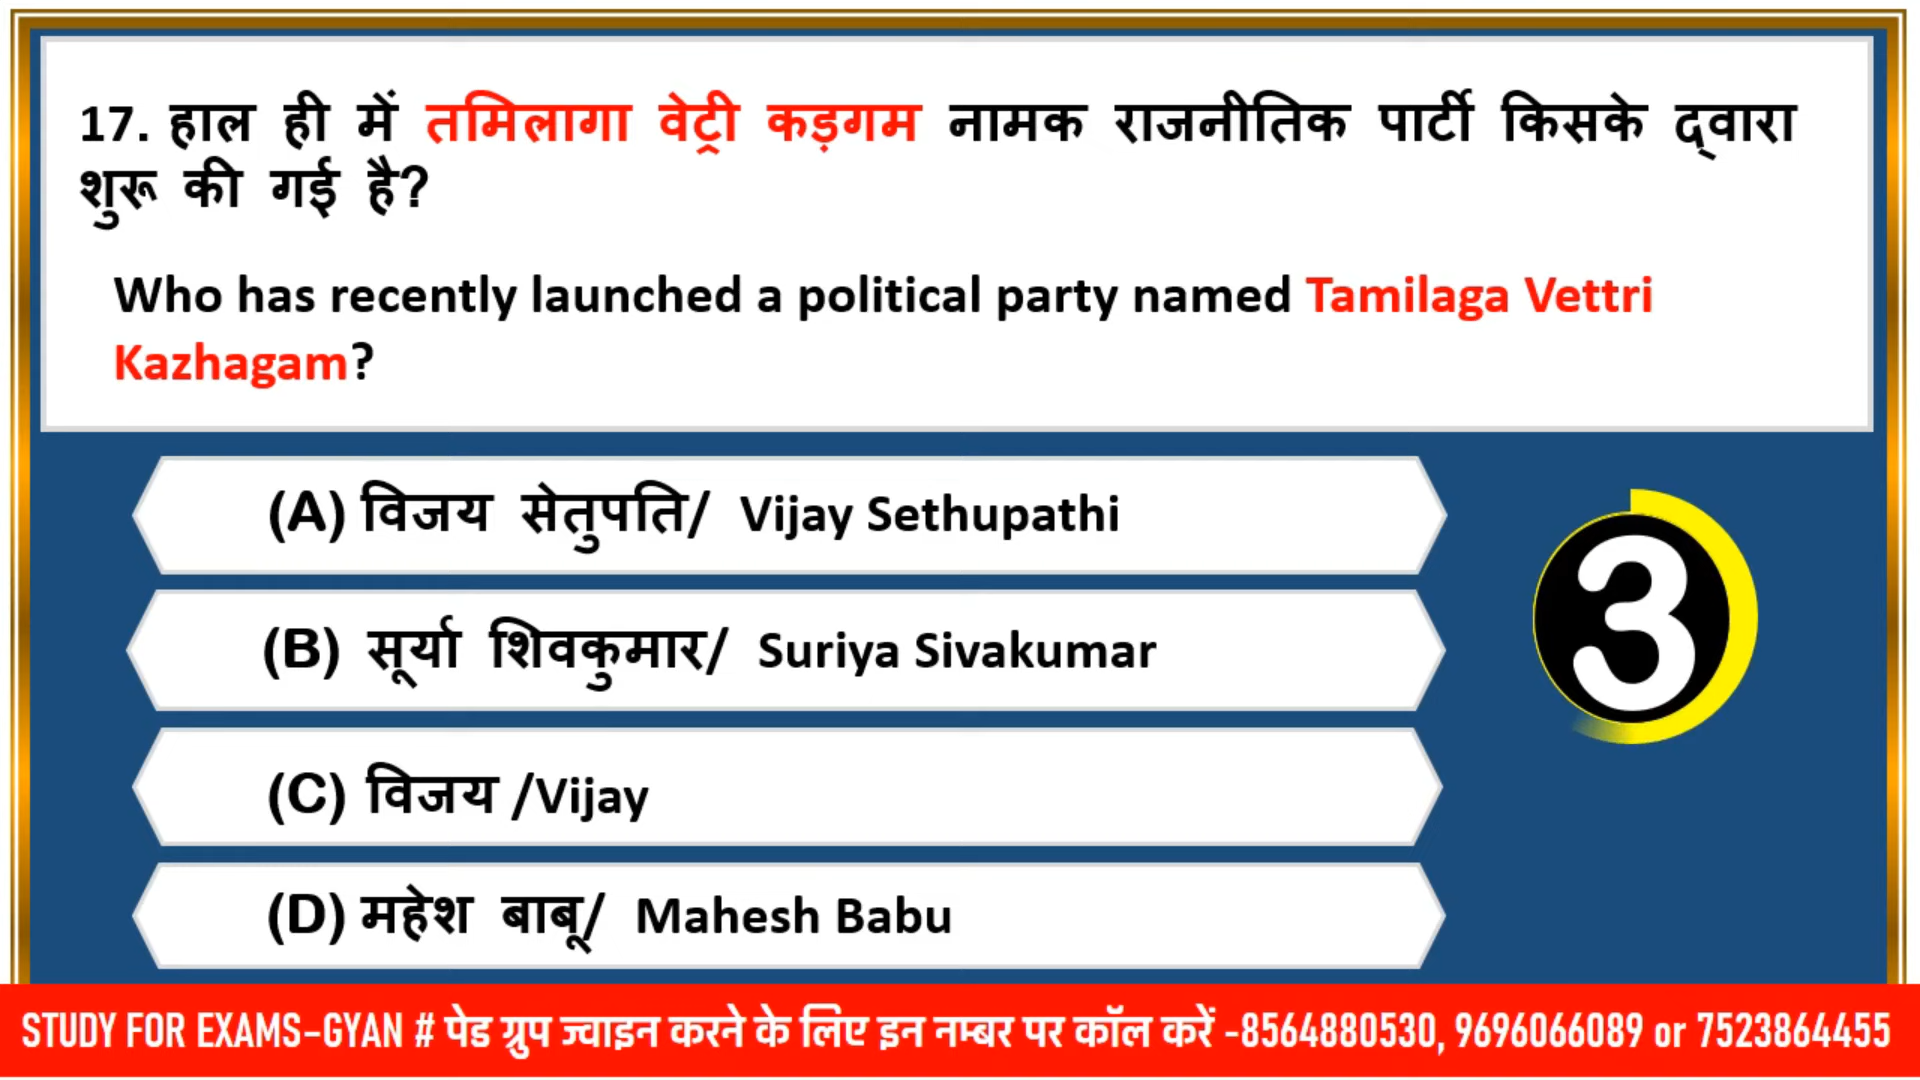 17. हाल ही में तमिलागा वेट्री कड़गम नामक राजनीतिक पार्टी किसके द्वारा
शुरू की गई है?
Who has recently launched a political party named Tamilaga Vettri
Kazhagam?
(A) विजय सेतुपति/ Vijay Sethupathi
(B) सूर्या शिवकुमार/ Suriya Sivakumar
3
(C) विजय /Vijay
(D) महेश बाबू/ Mahesh Babu
STUDY FOR EXAMS-GYAN # पेड ग्रुप ज्वाइन करने के लिए इन नम्बर पर कॉल करें -8564880530, 9696066089 or 7523864455